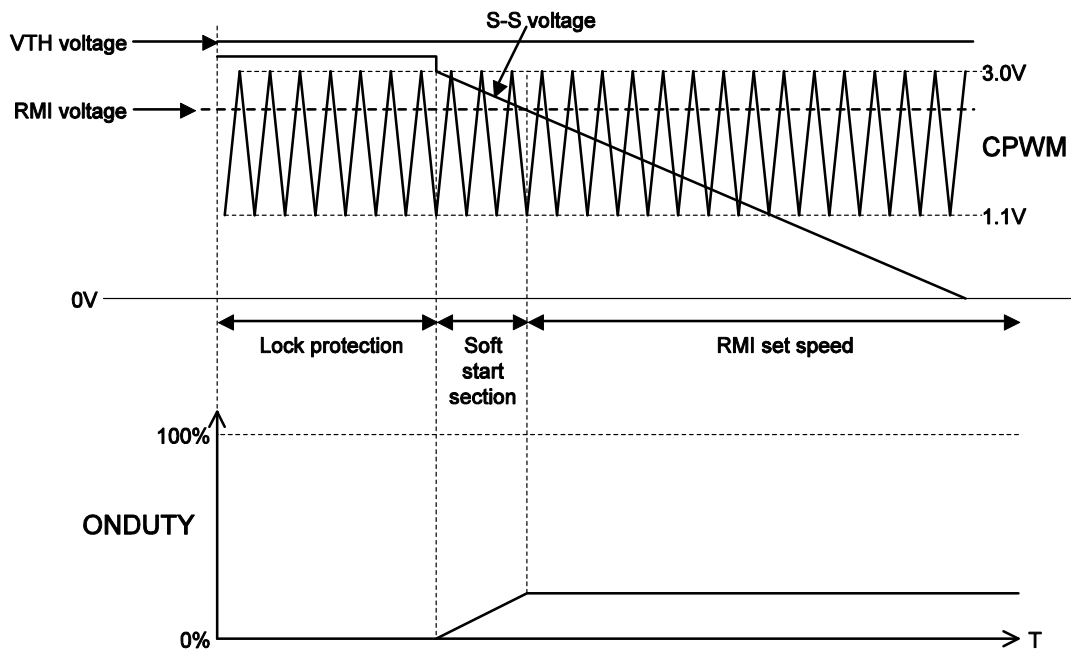 S-S voltage
VTH voltage
3.0V
RMI voltage
CPWM
1.1V
0V
Lock protection
Soft
start
section
RMI set speed
100%
ONDUTY
0%
T